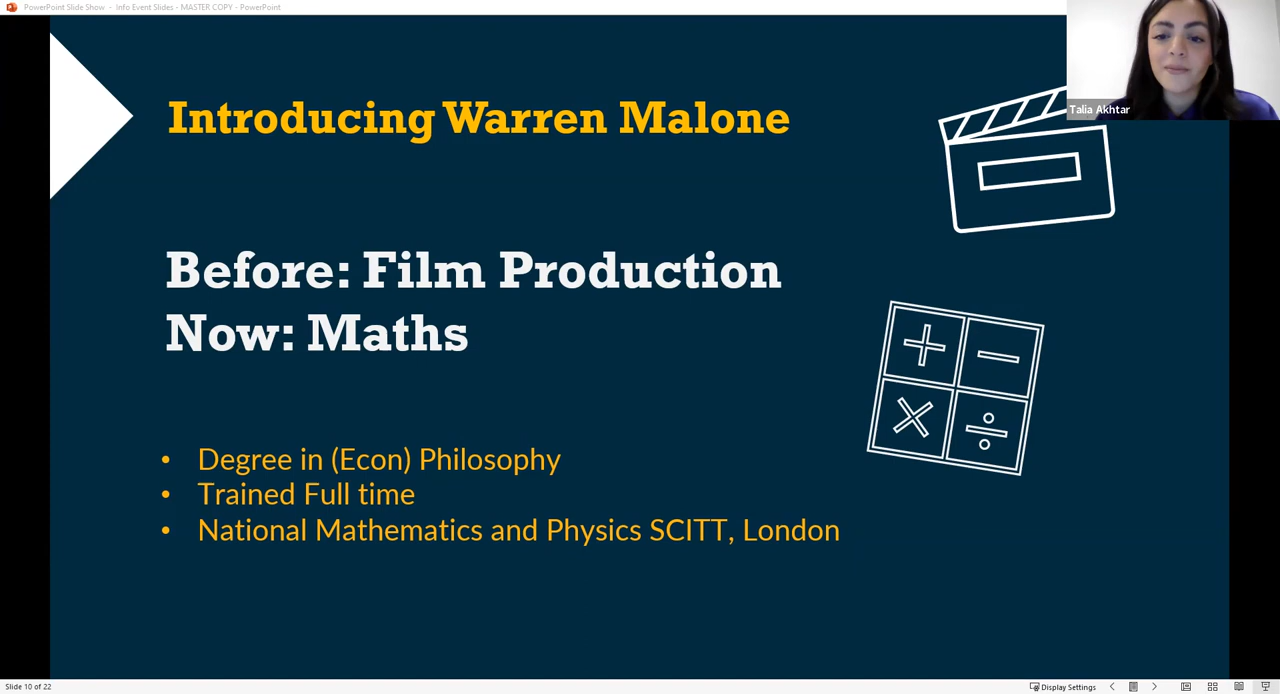 PowerPoint Slide Show - Info Event Slides - MASTER COPY - PowerPoint
Talia Akhtar
Introducing Warren Malone
Before: Film Production
Now: Maths
• Degree in (Econ) Philosophy
• Trained Full time
• National Mathematics and Physics SCITT, London
Slide 10 of 22
Display Settings